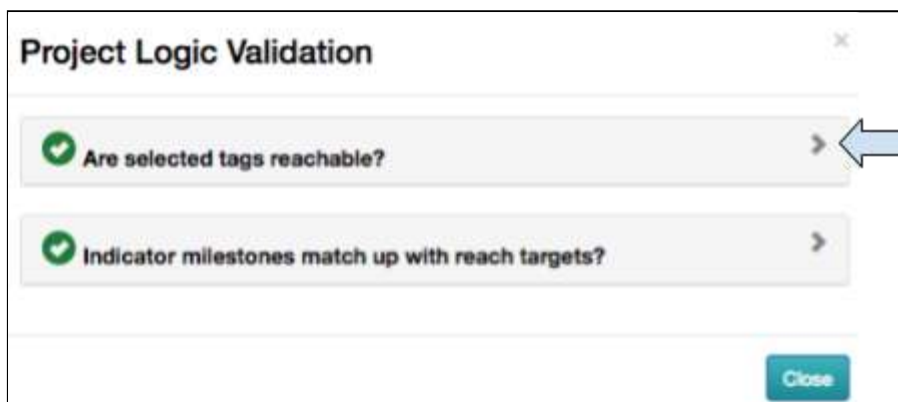 Project Logic Validation
Are selected tags reachable?
Indicator milestones match up with reach targets?
Close